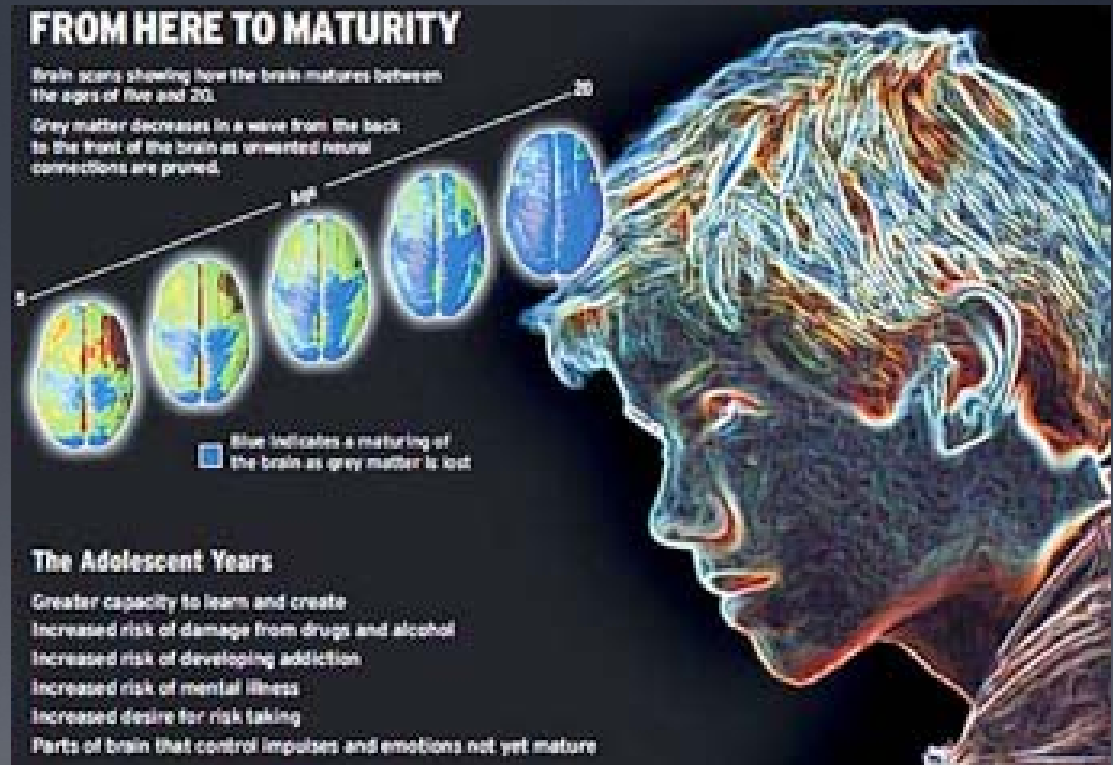 FROM HERE TO MATURITY
Brain scans showing how the brain matures between
the ages of five and 20.
Grey matter decreases in a wave from the back
to the front of the brain as unwanted neural
connections are pruned.
20
Age
5
Blue indicates a maturing of
the brain as grey matter is lost
The Adolescent Years
Greater capacity to learn and create
Increased risk of damage from drugs and alcohol
Increased risk of developing addiction
Increased risk of mental illness
Increased desire for risk taking
Parts of brain that control impulses and emotions not yet mature